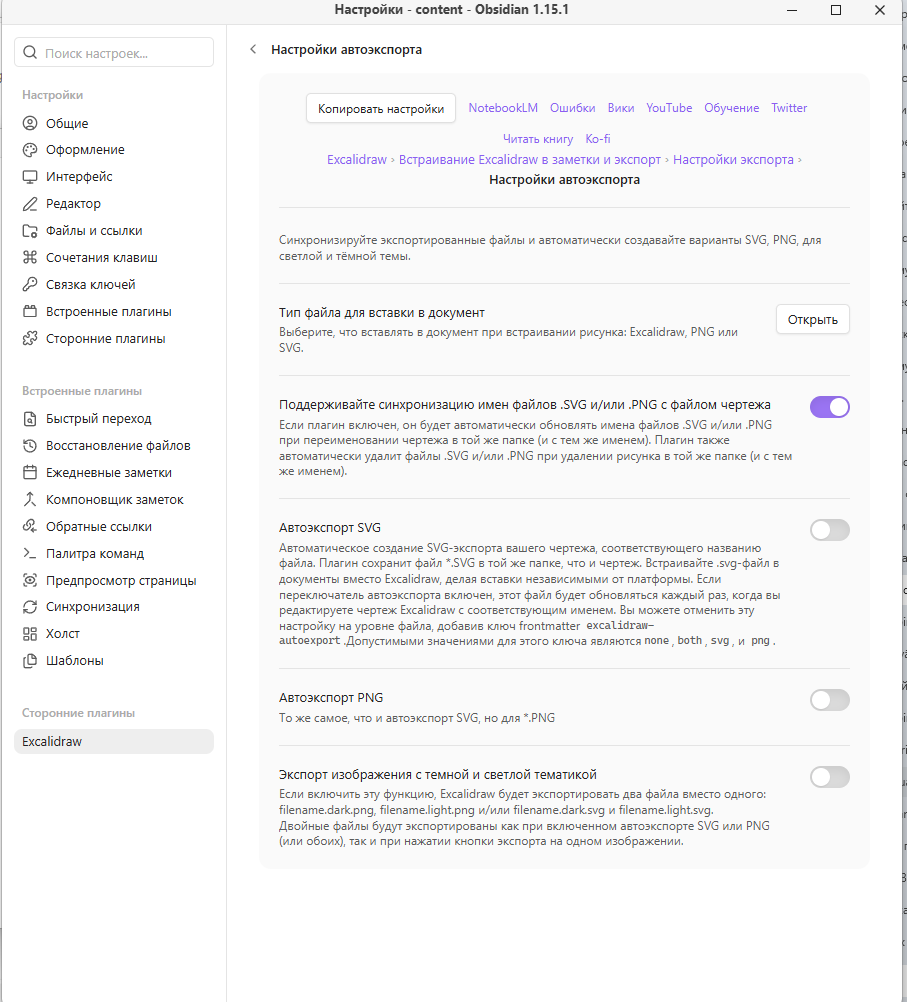 Настройки - content - Obsidian 1.15.1
Поиск настроек...
Настройки
Общие
Оформление
Интерфейс
Редактор
Файлы и ссылки
Сочетания клавиш
Связка ключей
Встроенные плагины
Сторонние плагины
Встроенные плагины
Быстрый переход
Восстановление файлов
Ежедневные заметки
Компоновщик заметок
Обратные ссылки
Палитра команд
Предпросмотр страницы
Синхронизация
Холст
Шаблоны
Сторонние плагины
Excalidraw
Настройки автоэкспорта
Копировать настройки NotebookLM Ошибки Вики YouTube Обучение Twitter
Читать книгу Ko-fi
Excalidraw › Встраивание Excalidraw в заметки и экспорт › Настройки экспорта ›
Настройки автоэкспорта
Синхронизируйте экспортированные файлы и автоматически создавайте варианты SVG, PNG, для
светлой и тёмной темы.
Тип файла для вставки в документ
Выберите, что вставлять в документ при встраивании рисунка: Excalidraw, PNG или
SVG.
Открыть
Поддерживайте синхронизацию имен файлов .SVG и/или .PNG с файлом чертежа
Если плагин включен, он будет автоматически обновлять имена файлов .SVG и/или .PNG
при переименовании чертежа в той же папке (и с тем же именем). Плагин также
автоматически удалит файлы .SVG и/или .PNG при удалении рисунка в той же папке (и с тем
же именем).
Автоэкспорт SVG
Автоматическое создание SVG-экспорта вашего чертежа, соответствующего названию
файла. Плагин сохранит файл *.SVG в той же папке, что и чертеж. Встраивайте .svg-файл в
документы вместо Excalidraw, делая вставки независимыми от платформы. Если
переключатель автоэкспорта включен, этот файл будет обновляться каждый раз, когда вы
редактируете чертеж Excalidraw с соответствующим именем. Вы можете отменить эту
настройку на уровне файла, добавив ключ frontmatter excalidraw-
autoexport.Допустимыми значениями для этого ключа являются none, both, svg, и png.
Автоэкспорт PNG
То же самое, что и автоэкспорт SVG, но для *.PNG
Экспорт изображения с темной и светлой тематикой
Если включить эту функцию, Excalidraw будет экспортировать два файла вместо одного:
filename.dark.png, filename.light.png и/или filename.dark.svg и filename.light.svg.
Двойные файлы будут экспортированы как при включенном автоэкспорте SVG или PNG
(или обоих), так и при нажатии кнопки экспорта на одном изображении.